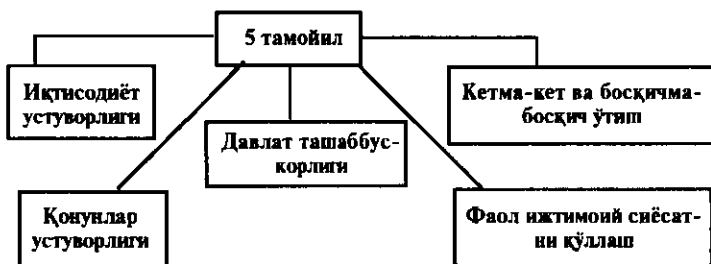 5 тамойил
Иқтисодиёт
устуворлиги
Кетма-кет ва босқичма-
босқич ўтиш
Давлат ташаббус-
корлиги
Қонунлар
устуворлиги
Фаол ижтимоий сиёсат-
ни қўллаш